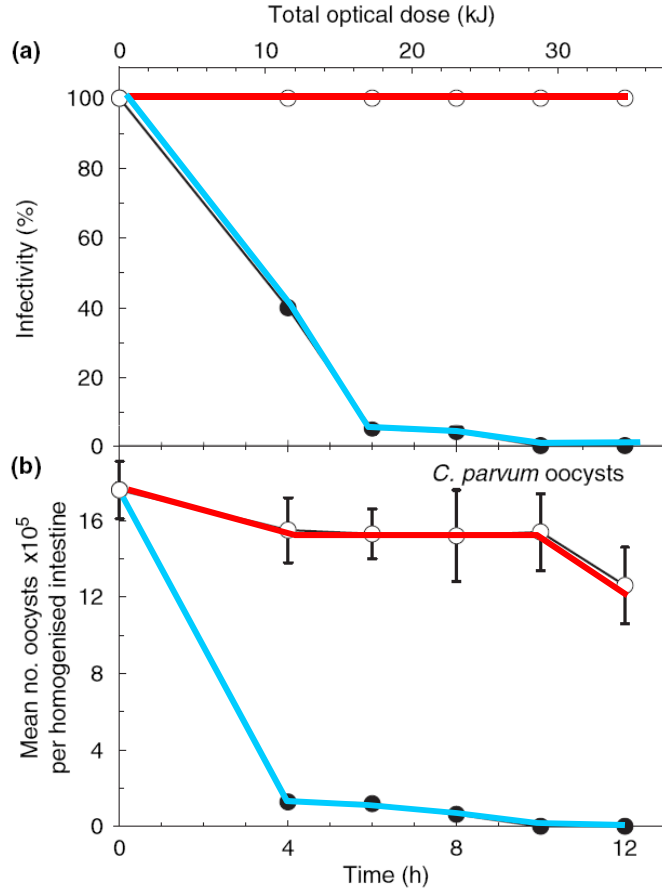 Total optical dose (kJ)
0 10 20 30
(a)
100
80
60
40
20
0
Infectivity (%)
(b)
C. parvum oocysts
16
12
8
4
0
Mean no. oocysts x10⁵
per homogenised intestine
0 4 8 12
Time (h)